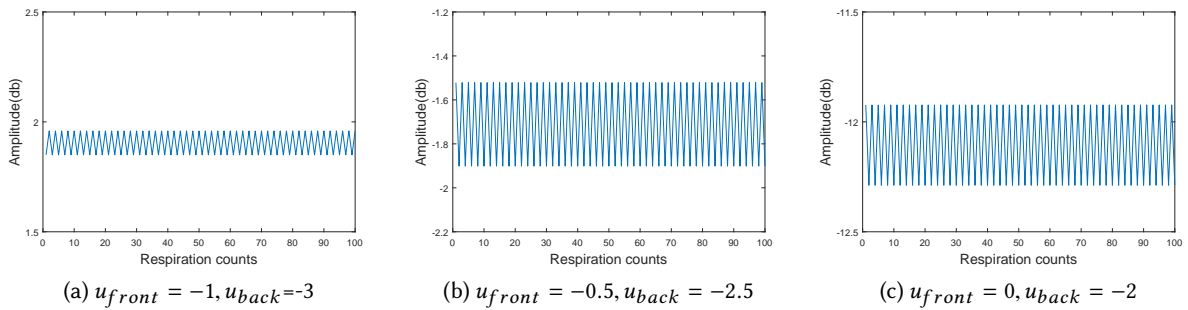 2.5
2
1.5
Amplitude(db)
0 10 20 30 40 50 60 70 80 90 100
Respiration counts
(a) u_front = −1, u_back=-3
-1.2
-1.4
-1.6
-1.8
-2
-2.2
Amplitude(db)
0 10 20 30 40 50 60 70 80 90 100
Respiration counts
(b) u_front = −0.5, u_back = −2.5
-11.5
-12
-12.5
Amplitude(db)
0 10 20 30 40 50 60 70 80 90 100
Respiration counts
(c) u_front = 0, u_back = −2